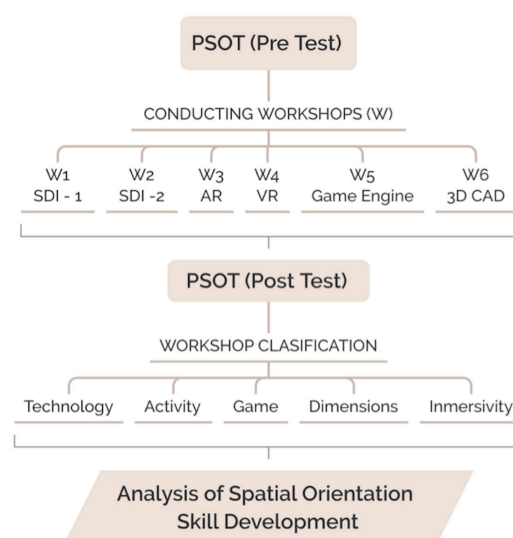 PSOT (Pre Test)
CONDUCTING WORKSHOPS (W)
W1 W2 W3 W4 W5 W6
SDI - 1 SDI -2 AR VR Game Engine 3D CAD
PSOT (Post Test)
WORKSHOP CLASIFICATION
Technology Activity Game Dimensions Inmersivity
Analysis of Spatial Orientation
Skill Development